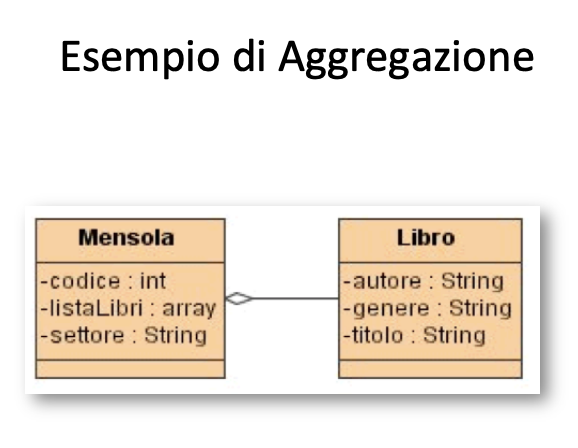 Esempio di Aggregazione
Mensola
-codice : int
-listaLibri : array
-settore : String
Libro
-autore : String
-genere : String
-titolo : String